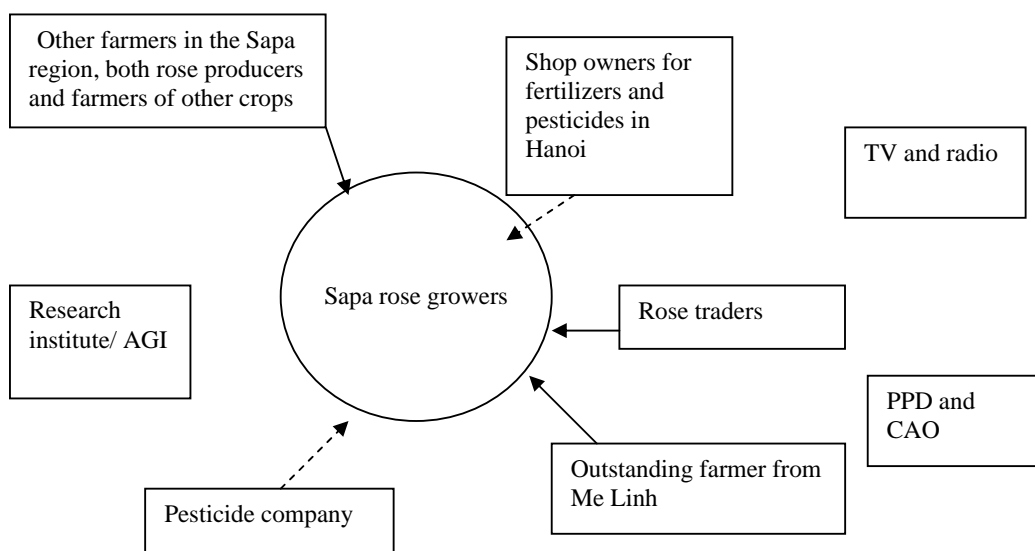 Other farmers in the Sapa
region, both rose producers
and farmers of other crops
Shop owners for
fertilizers and
pesticides in
Hanoi
TV and radio
Research
institute/ AGI
Sapa rose growers
Rose traders
PPD and
CAO
Outstanding farmer from
Me Linh
Pesticide company